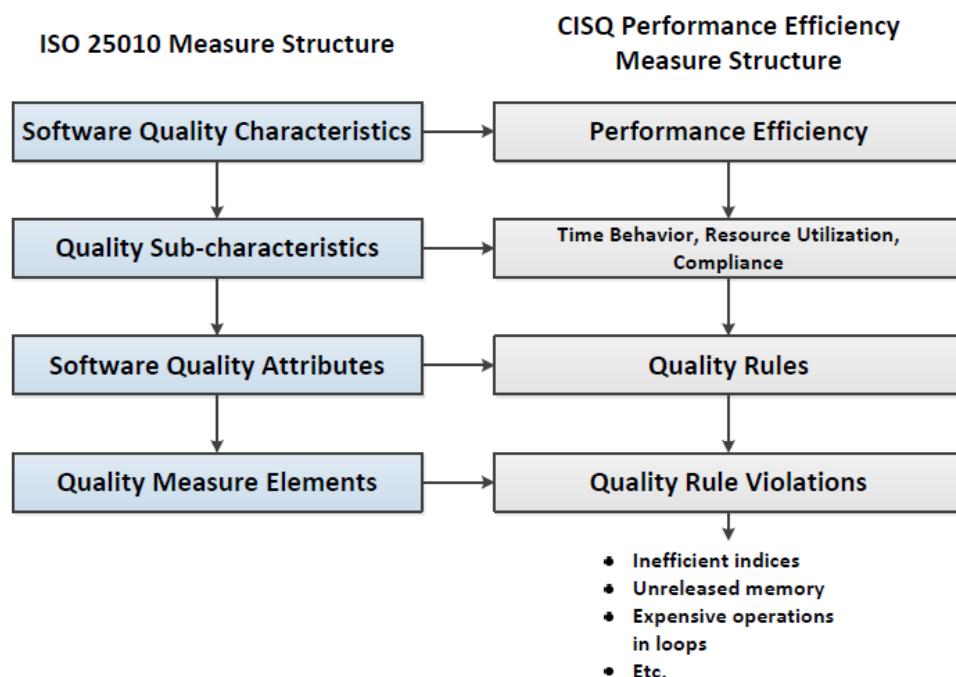 ISO 25010 Measure Structure
CISQ Performance Efficiency
Measure Structure
Software Quality Characteristics
Performance Efficiency
Quality Sub-characteristics
Time Behavior, Resource Utilization,
Compliance
Software Quality Attributes
Quality Rules
Quality Measure Elements
Quality Rule Violations
• Inefficient indices
• Unreleased memory
• Expensive operations
in loops
• Etc.